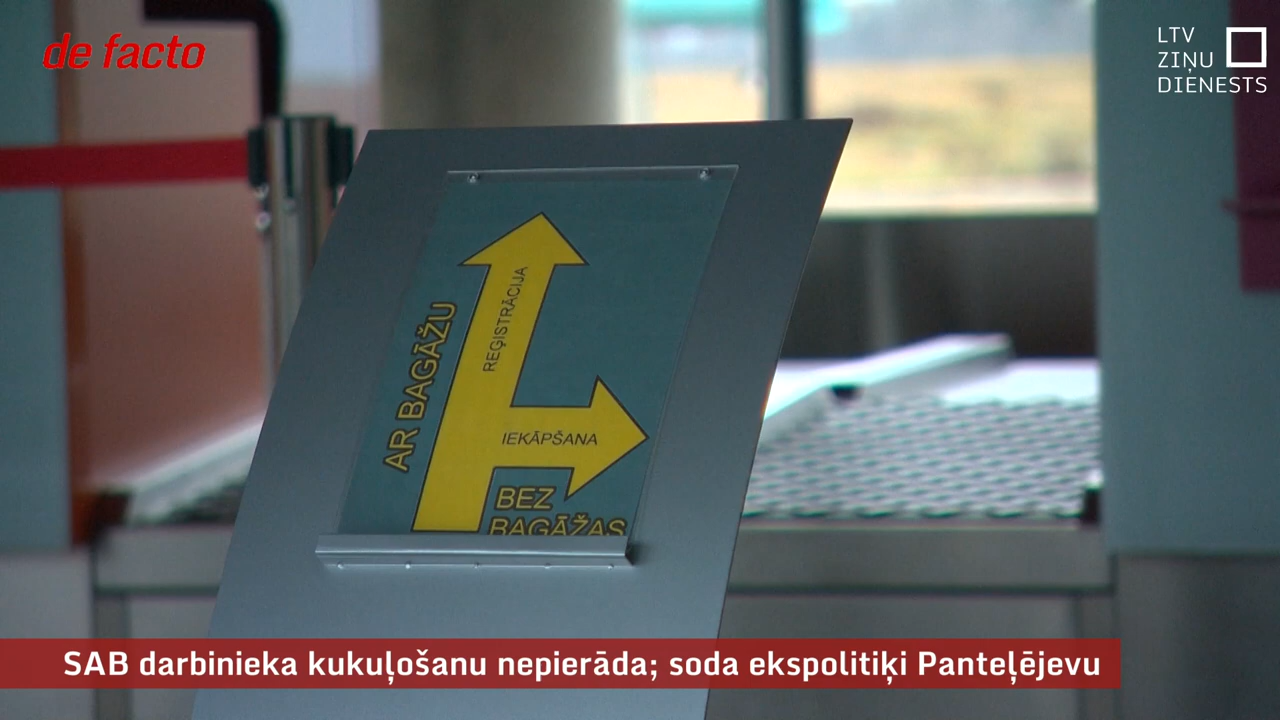 de facto
LTV
ZIŅU
DIENESTS
AR BAGĀŽU
REĢISTRĀCIJA
IEKĀPŠANA
BEZ
BAGĀŽAS
SAB darbinieka kukuļošanu nepierāda; soda ekspolitiķi Panteļējevu